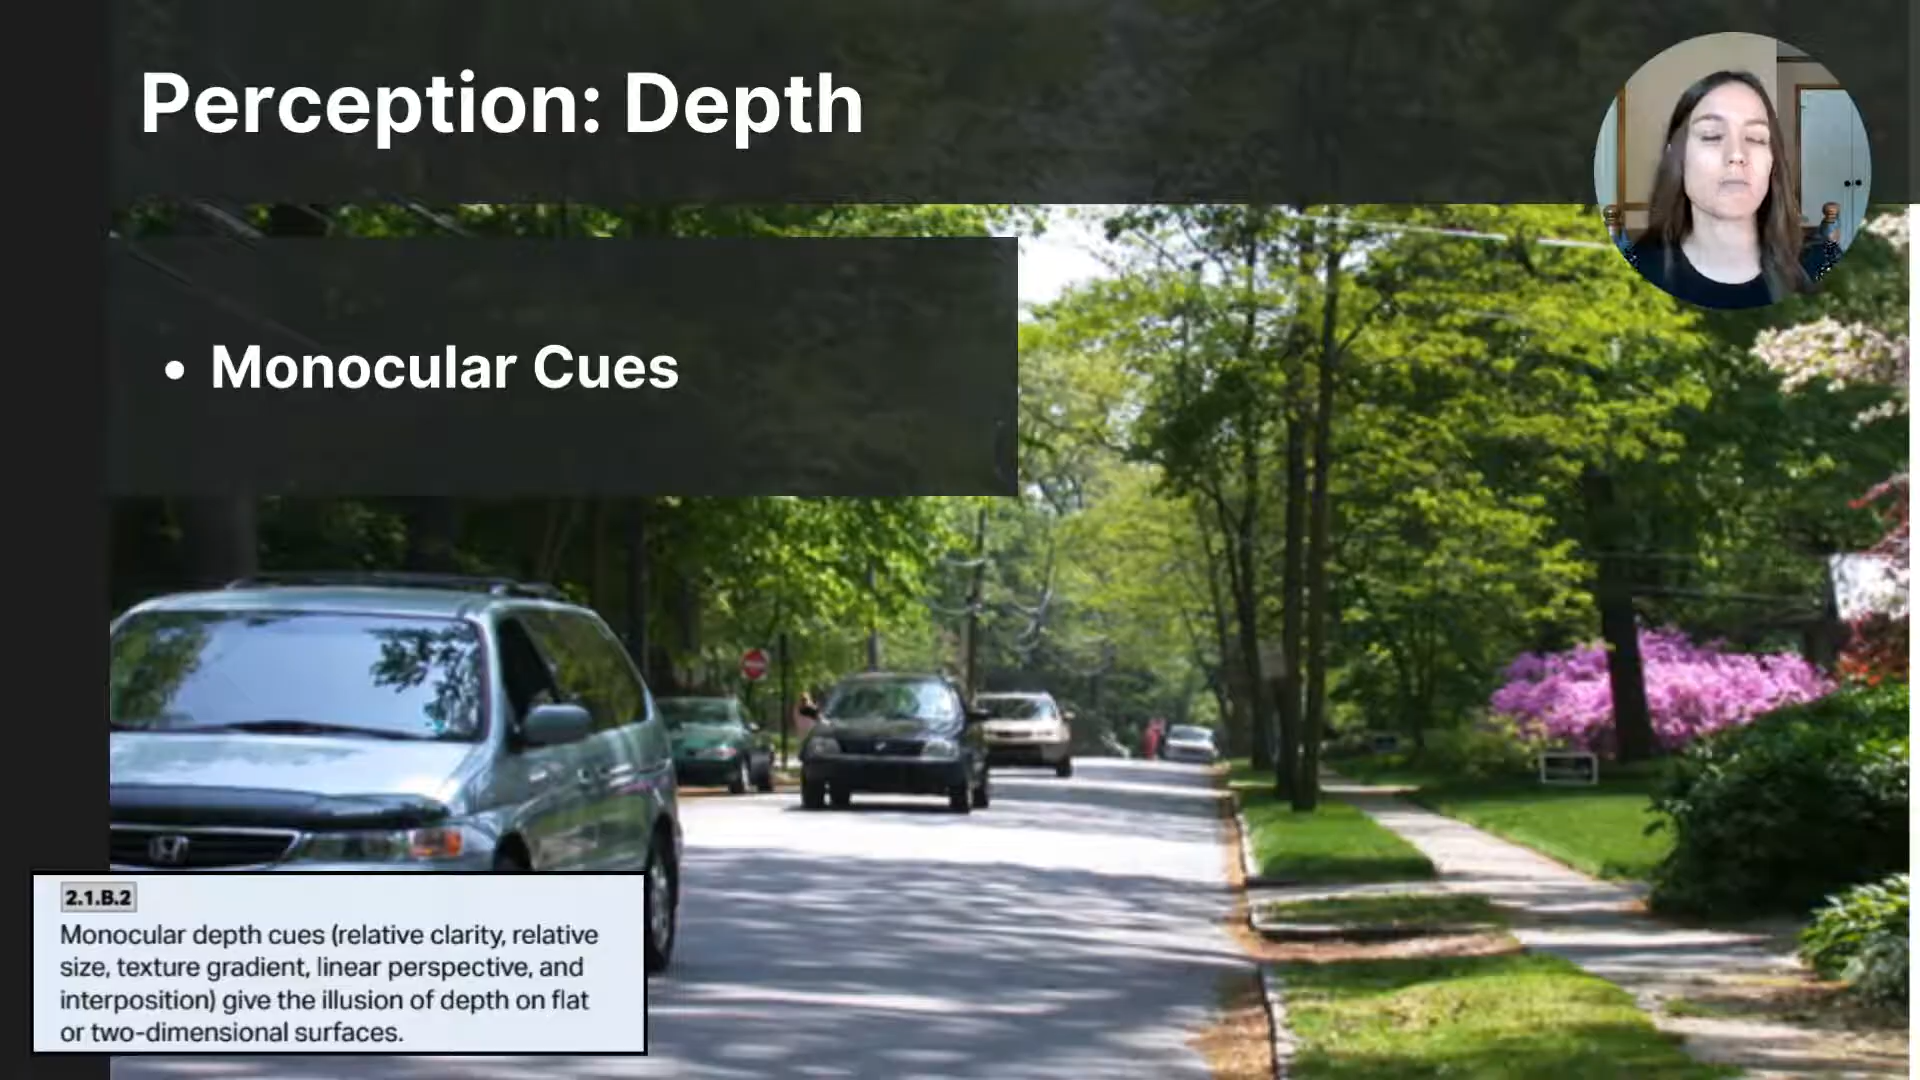 Perception: Depth
• Monocular Cues
2.1.B.2
Monocular depth cues (relative clarity, relative
size, texture gradient, linear perspective, and
interposition) give the illusion of depth on flat
or two-dimensional surfaces.